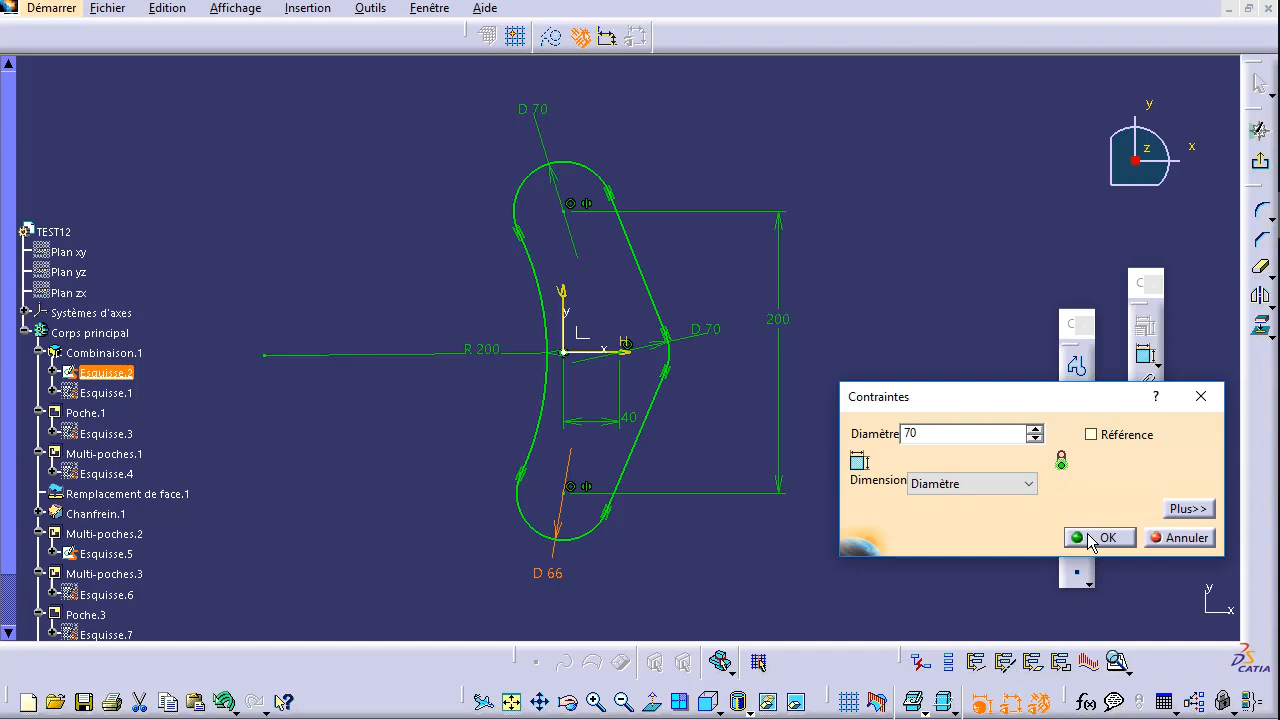 Démarrer Fichier Edition Affichage Insertion Outils Fenêtre Aide
D 70
y
x
z
TEST12
Plan xy
Plan yz
Plan zx
Systèmes d'axes
Corps principal
Combinaison.1
Esquisse.2
Esquisse.1
Poche.1
Esquisse.3
Multi-poches.1
Esquisse.4
Remplacement de face.1
Chanfrein.1
Multi-poches.2
Esquisse.5
Multi-poches.3
Esquisse.6
Poche.3
Esquisse.7
V
y
H
x
200
D 70
R 200
40
D 66
C
C
Contraintes
?
Diamètre 70
Référence
Dimension Diamètre
Plus>>
OK
Annuler
y
x
DS
CATIA
f(x)